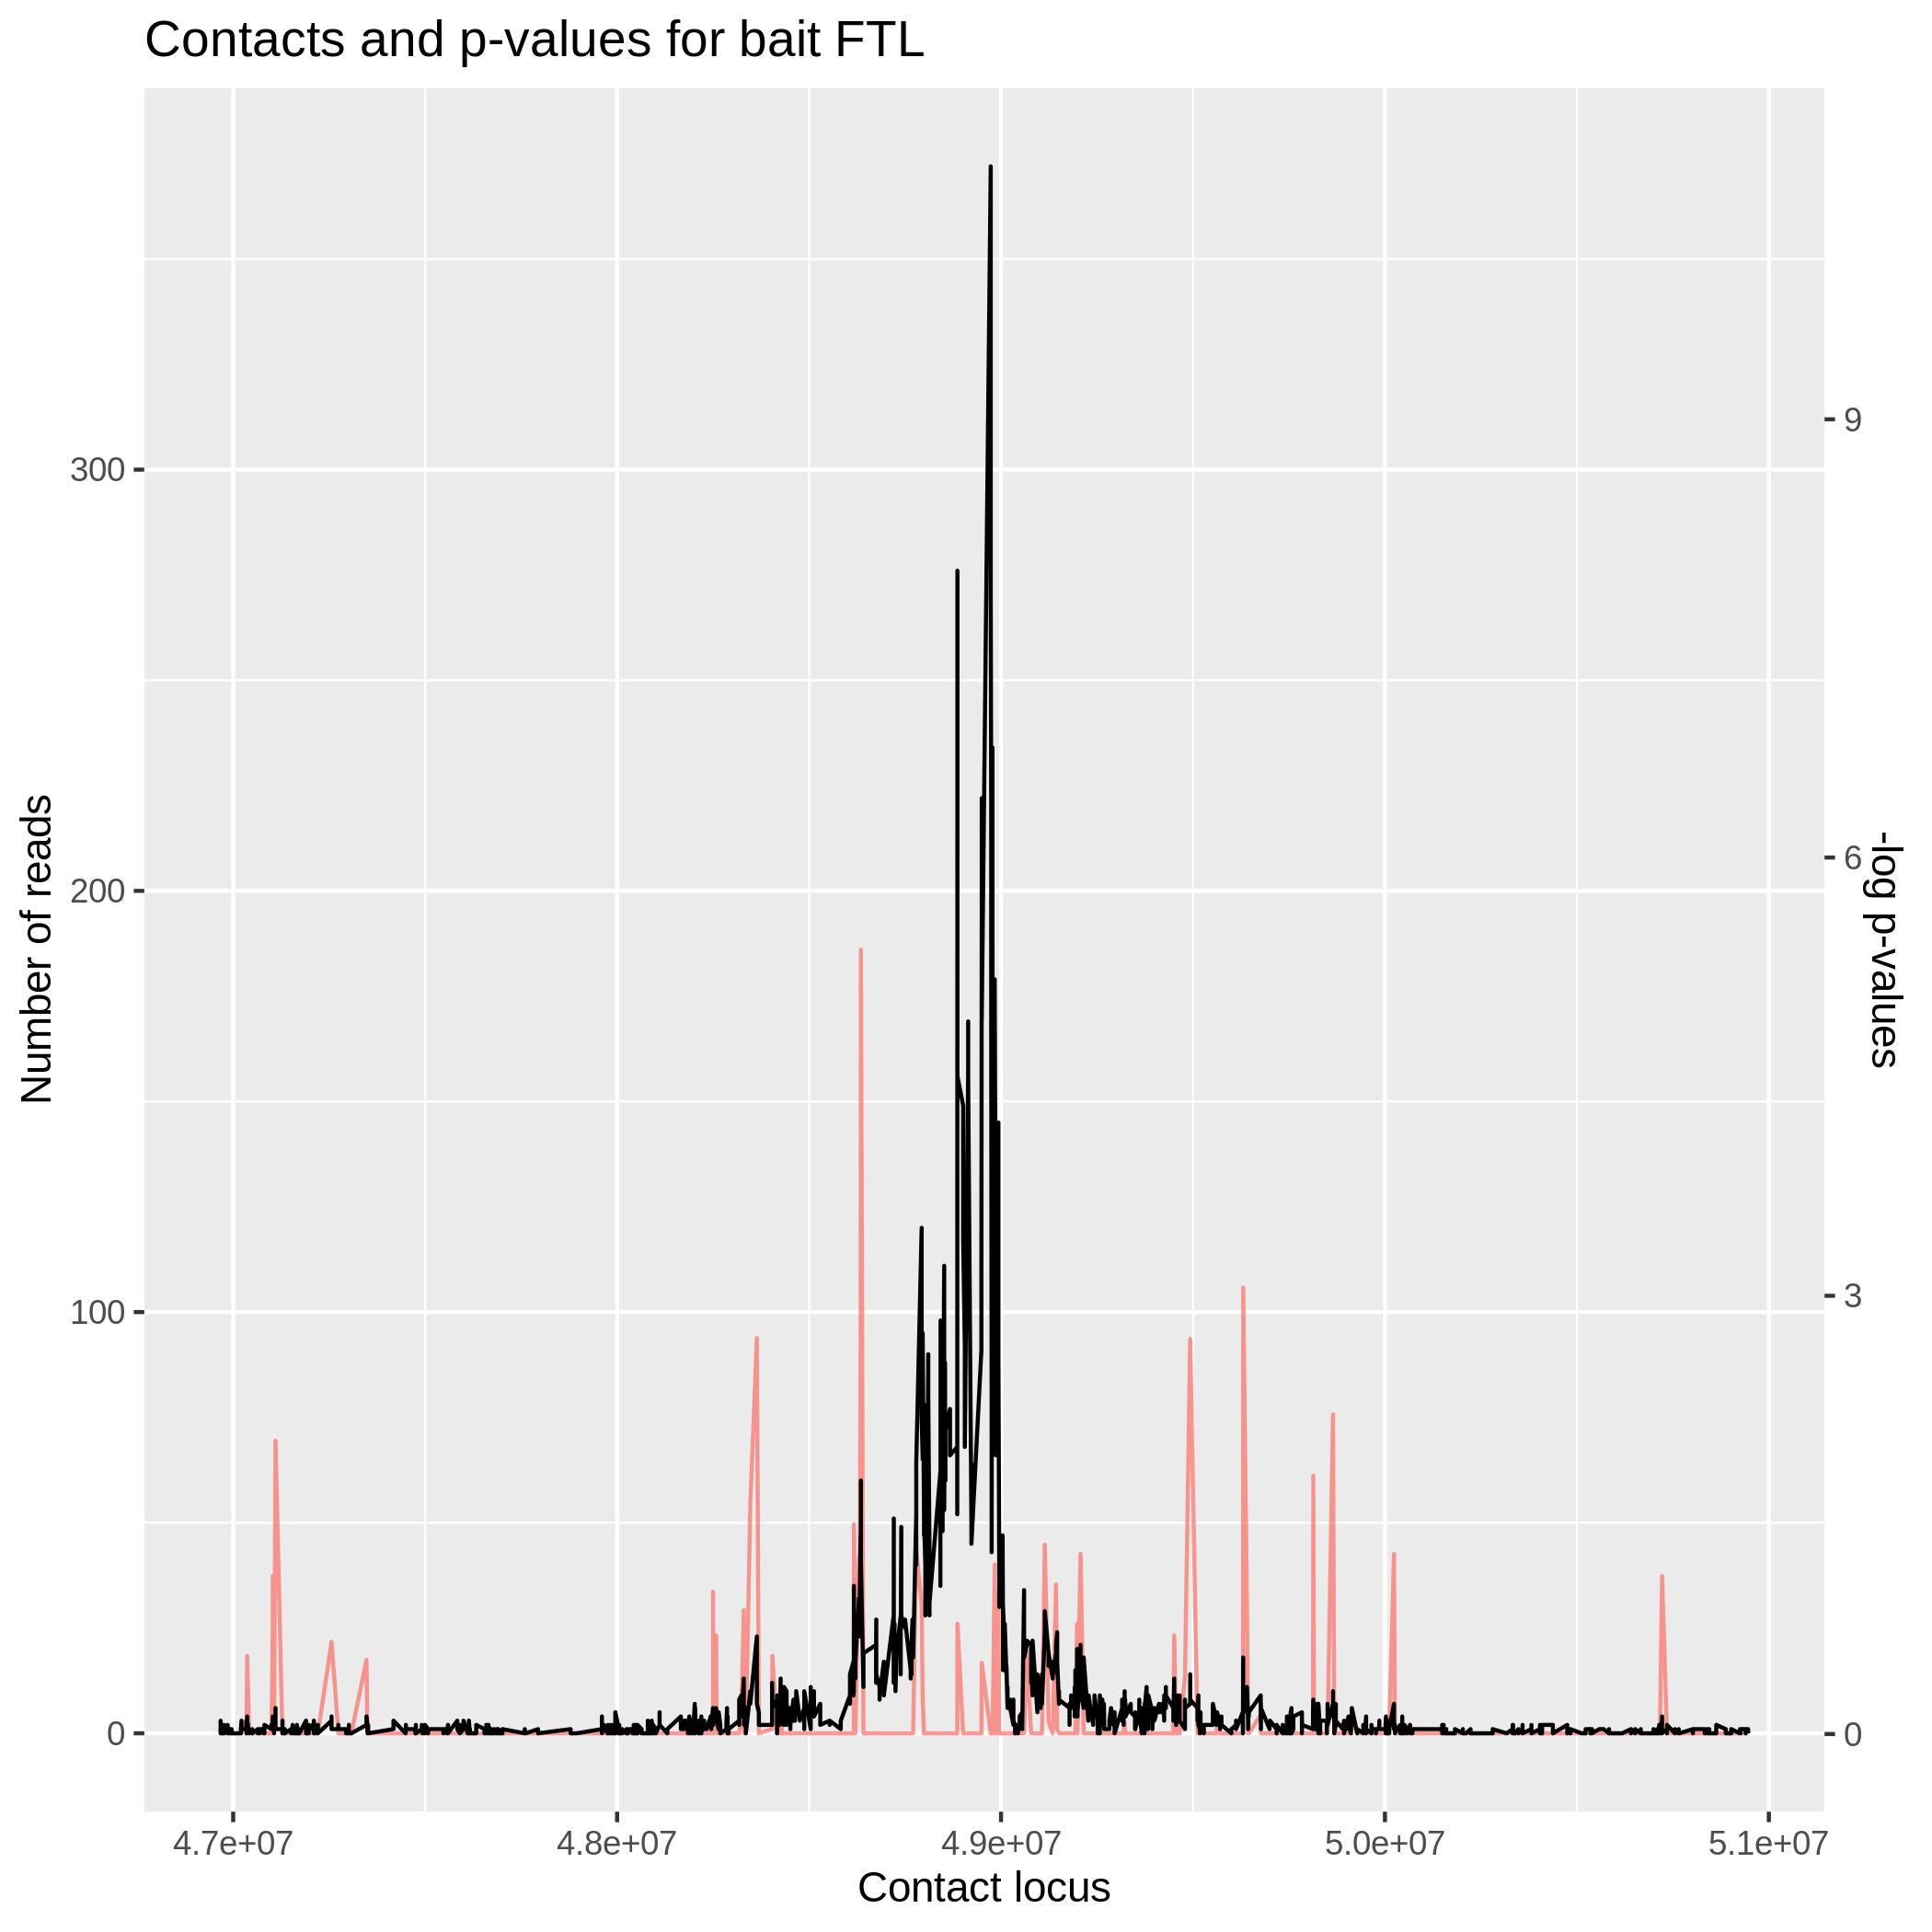 Contacts and p-values for bait FTL
Number of reads
300
200
100
0
9
6
3
0
-log p-values
4.7e+07
4.8e+07
4.9e+07
5.0e+07
5.1e+07
Contact locus